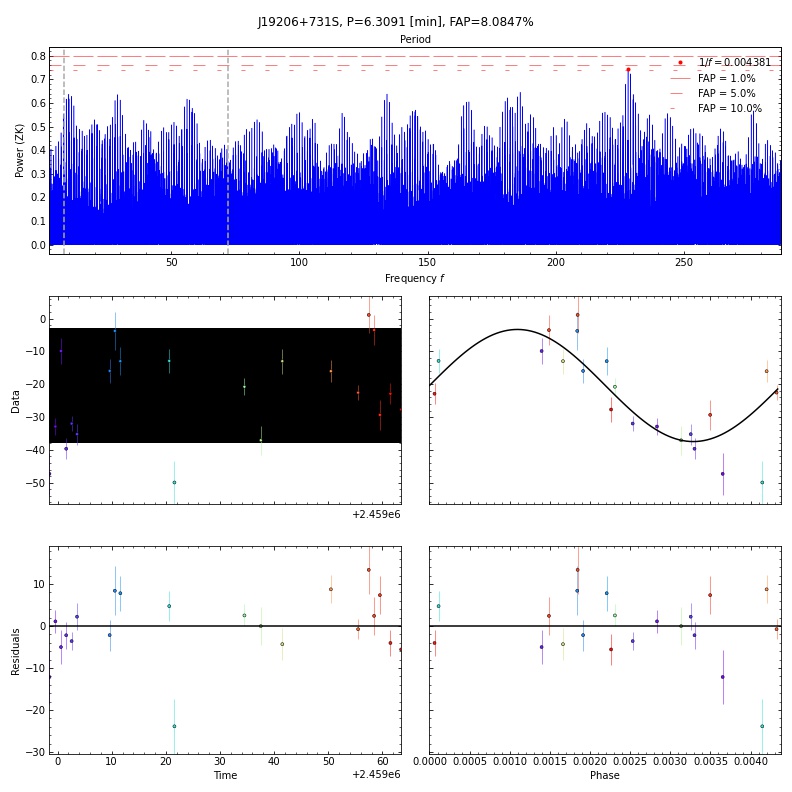 J19206+731S, P=6.3091 [min], FAP=8.0847%
Period
Power (ZK)
0.8
0.7
0.6
0.5
0.4
0.3
0.2
0.1
0.0
1/f = 0.004381
FAP = 1.0%
FAP = 5.0%
FAP = 10.0%
50 100 150 200 250
Frequency f
Data
0
−10
−20
−30
−40
−50
+2.459e6
Residuals
10
0
−10
−20
−30
0 10 20 30 40 50 60
Time
+2.459e6
0.0000 0.0005 0.0010 0.0015 0.0020 0.0025 0.0030 0.0035 0.0040
Phase